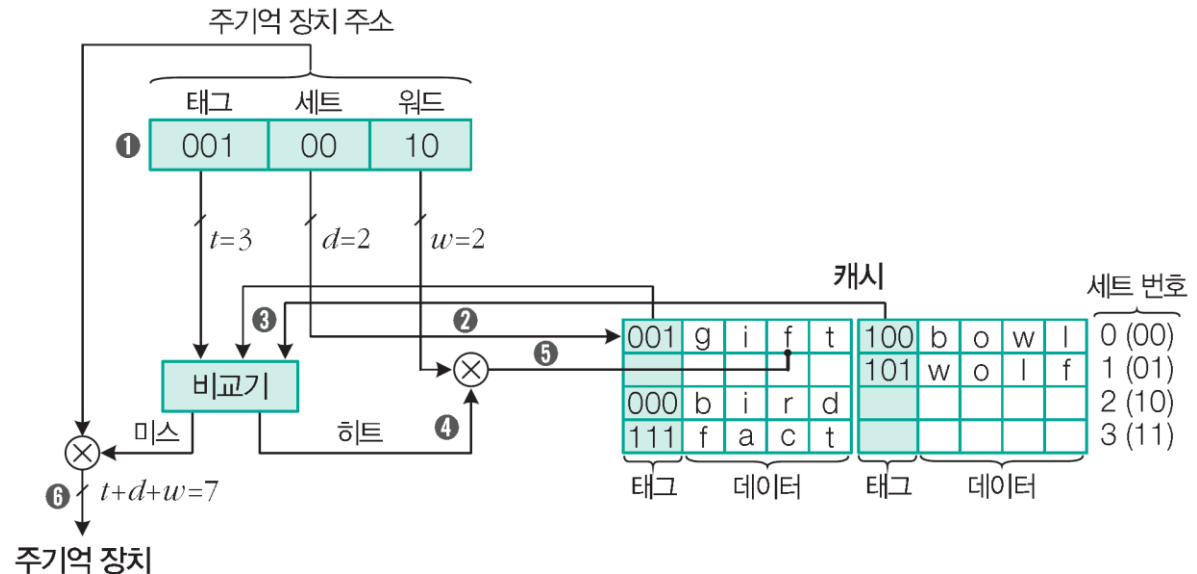 주기억 장치 주소
태그 세트 워드
❶ 001 00 10
t=3 d=2 w=2
캐시
세트 번호
❸ ❷ ❺
001 g i f t 100 b o w l 0 (00)
101 w o l f 1 (01)
000 b i r d 2 (10)
111 f a c t 3 (11)
비교기
미스 히트 ❹
태그 데이터 태그 데이터
❻ t+d+w=7
주기억 장치